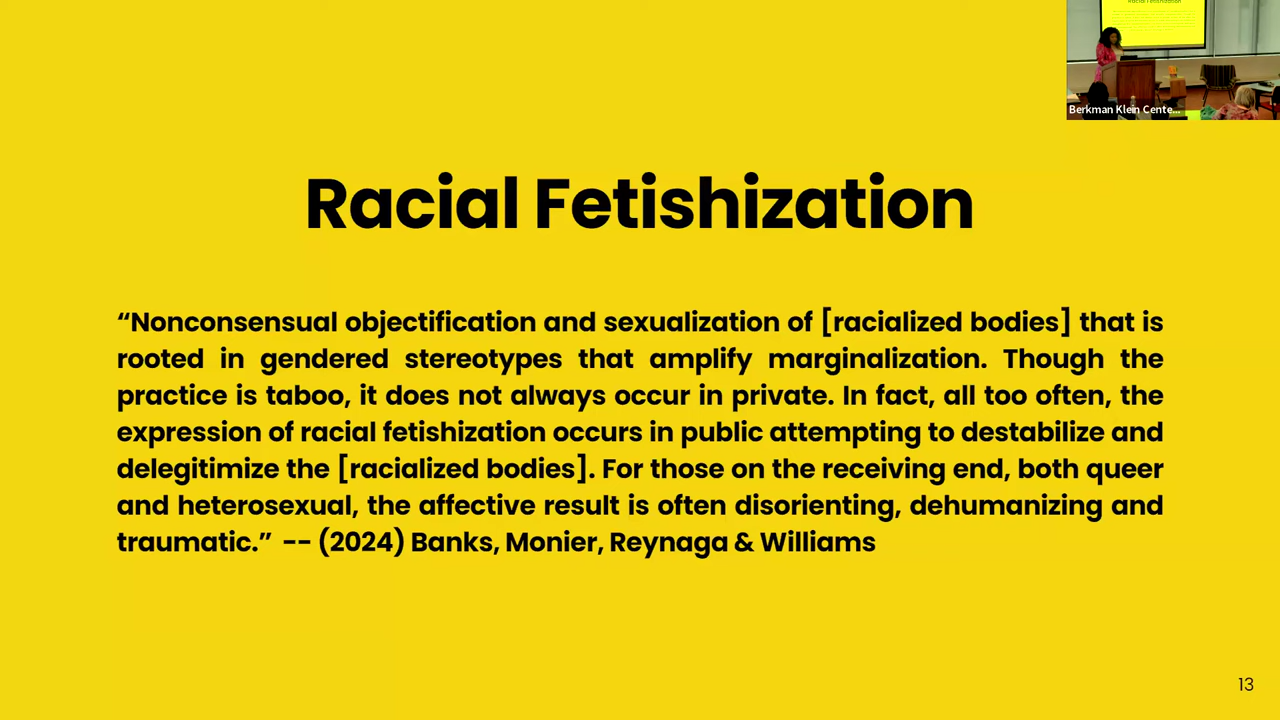 Racial Fetishization
Berkman Klein Cente...
Racial Fetishization
“Nonconsensual objectification and sexualization of [racialized bodies] that is
rooted in gendered stereotypes that amplify marginalization. Though the
practice is taboo, it does not always occur in private. In fact, all too often, the
expression of racial fetishization occurs in public attempting to destabilize and
delegitimize the [racialized bodies]. For those on the receiving end, both queer
and heterosexual, the affective result is often disorienting, dehumanizing and
traumatic.” -- (2024) Banks, Monier, Reynaga & Williams
13